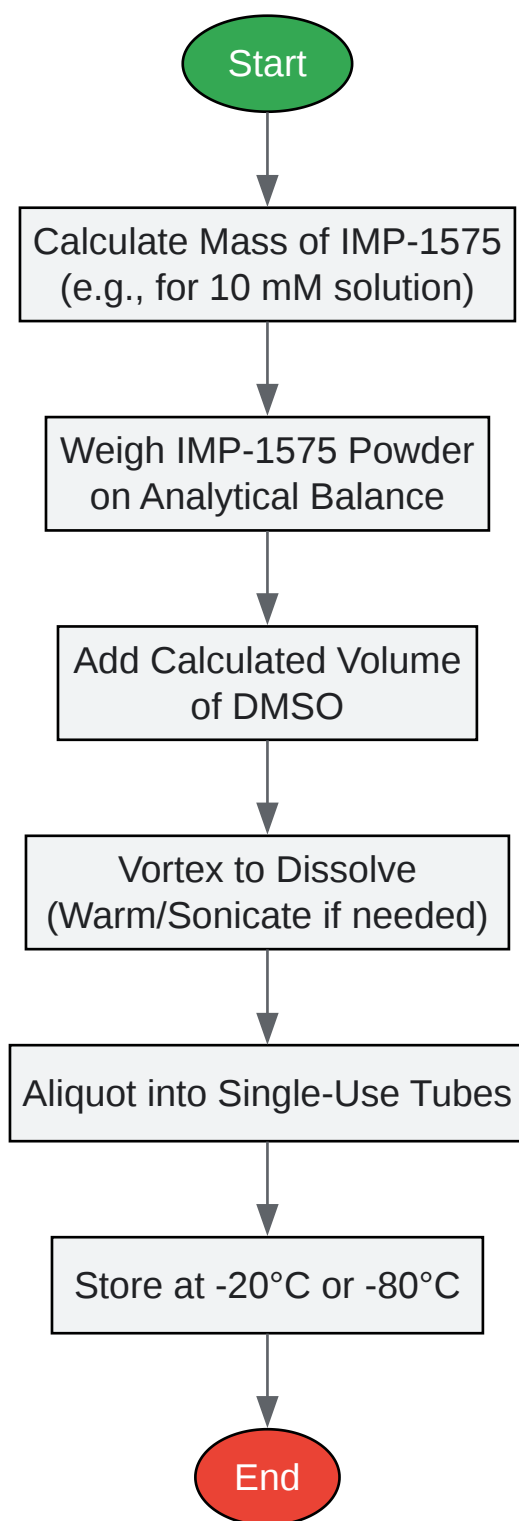 Start
Calculate Mass of IMP-1575
(e.g., for 10 mM solution)
Weigh IMP-1575 Powder
on Analytical Balance
Add Calculated Volume
of DMSO
Vortex to Dissolve
(Warm/Sonicate if needed)
Aliquot into Single-Use Tubes
Store at -20°C or -80°C
End